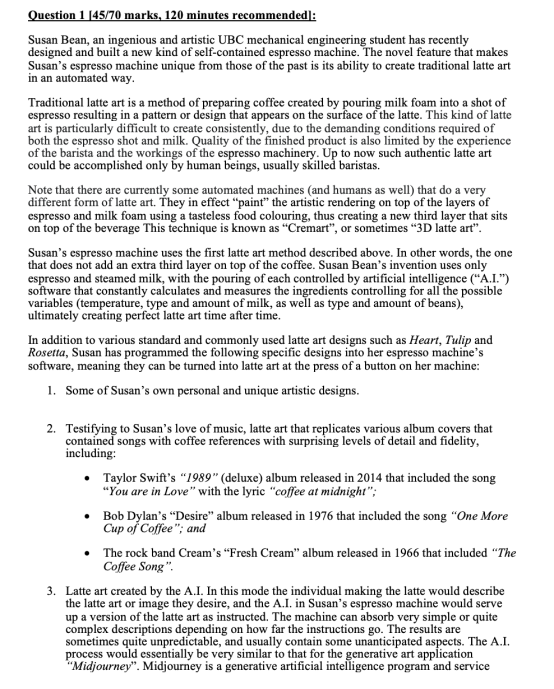 Question 1 [45/70 marks, 120 minutes recommended]:
Susan Bean, an ingenious and artistic UBC mechanical engineering student has recently
designed and built a new kind of self-contained espresso machine. The novel feature that makes
Susan's espresso machine unique from those of the past is its ability to create traditional latte art
in an automated way.
Traditional latte art is a method of preparing coffee created by pouring milk foam into a shot of
espresso resulting in a pattern or design that appears on the surface of the latte. This kind of latte
art is particularly difficult to create consistently, due to the demanding conditions required of
both the espresso shot and milk. Quality of the finished product is also limited by the experience
of the barista and the workings of the espresso machinery. Up to now such authentic latte art
could be accomplished only by human beings, usually skilled baristas.
Note that there are currently some automated machines (and humans as well) that do a very
different form of latte art. They in effect "paint" the artistic rendering on top of the layers of
espresso and milk foam using a tasteless food colouring, thus creating a new third layer that sits
on top of the beverage This technique is known as "Cremart", or sometimes "3D latte art".
Susan's espresso machine uses the first latte art method described above. In other words, the one
that does not add an extra third layer on top of the coffee. Susan Bean's invention uses only
espresso and steamed milk, with the pouring of each controlled by artificial intelligence ("A.I.")
software that constantly calculates and measures the ingredients controlling for all the possible
variables (temperature, type and amount of milk, as well as type and amount of beans),
ultimately creating perfect latte art time after time.
In addition to various standard and commonly used latte art designs such as Heart, Tulip and
Rosetta, Susan has programmed the following specific designs into her espresso machine's
software, meaning they can be turned into latte art at the press of a button on her machine:
1. Some of Susan's own personal and unique artistic designs.
2. Testifying to Susan's love of music, latte art that replicates various album covers that
contained songs with coffee references with surprising levels of detail and fidelity,
including:
• Taylor Swift's "1989" (deluxe) album released in 2014 that included the song
"You are in Love" with the lyric "coffee at midnight";
• Bob Dylan's "Desire" album released in 1976 that included the song "One More
Cup of Coffee"; and
• The rock band Cream's "Fresh Cream" album released in 1966 that included "The
Coffee Song".
3. Latte art created by the A.I. In this mode the individual making the latte would describe
the latte art or image they desire, and the A.I. in Susan's espresso machine would serve
up a version of the latte art as instructed. The machine can absorb very simple or quite
complex descriptions depending on how far the instructions go. The results are
sometimes quite unpredictable, and usually contain some unanticipated aspects. The A.I.
process would essentially be very similar to that for the generative art application
"Midjourney". Midjourney is a generative artificial intelligence program and service